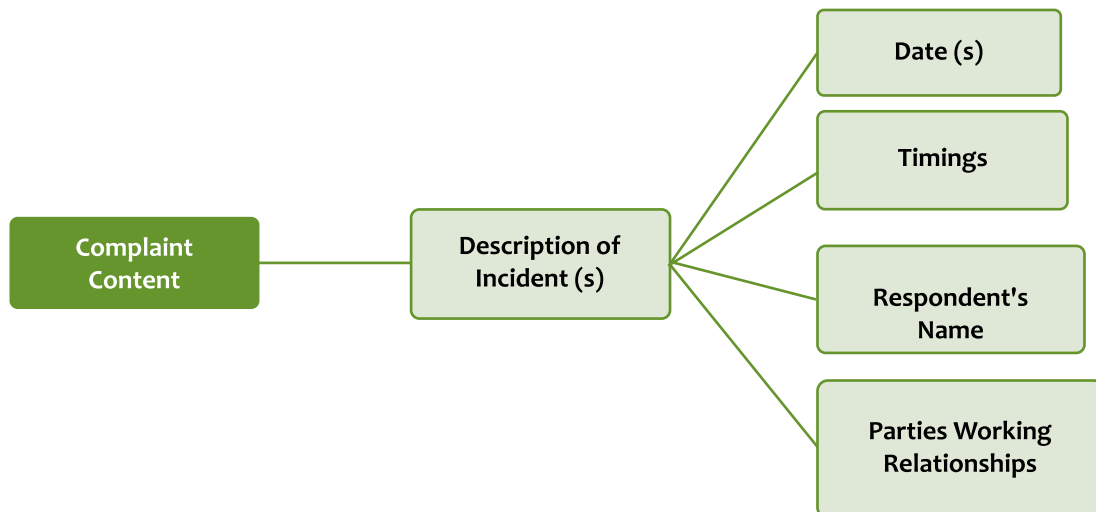 Complaint
Content
Description of
Incident (s)
Date (s)
Timings
Respondent's
Name
Parties Working
Relationships